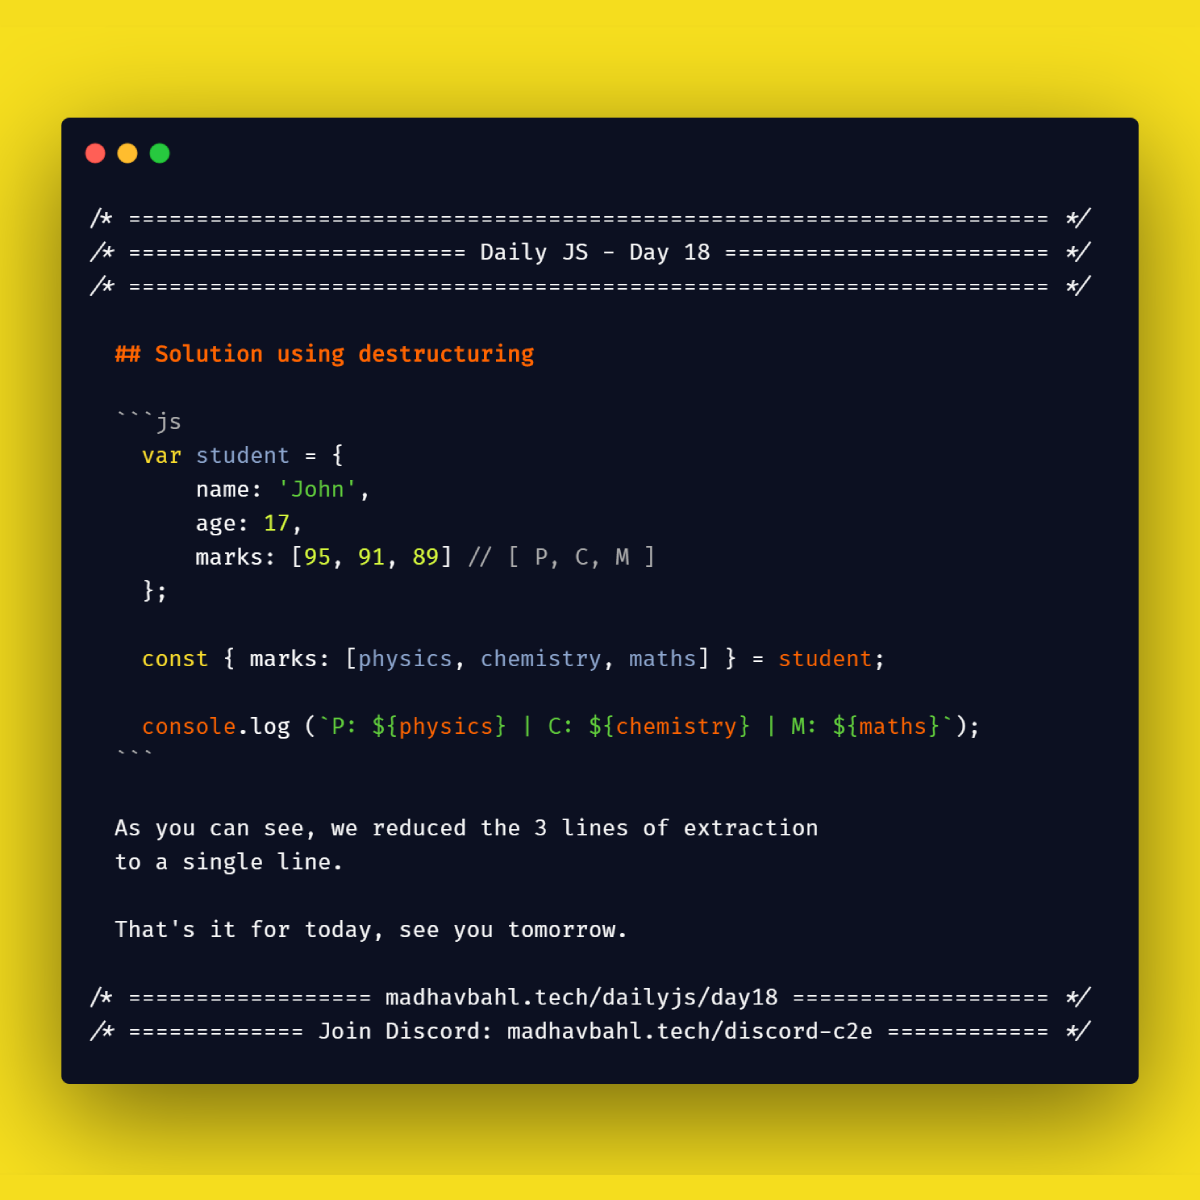 /* ==================================================================== */
/* ========================= Daily JS - Day 18 ======================== */
/* ==================================================================== */
## Solution using destructuring
```js
var student = {
name: 'John',
age: 17,
marks: [95, 91, 89] // [ P, C, M ]
};
const { marks: [physics, chemistry, maths] } = student;
console.log (`P: ${physics} | C: ${chemistry} | M: ${maths}`);
```
As you can see, we reduced the 3 lines of extraction
to a single line.
That's it for today, see you tomorrow.
/* ================== madhavbahl.tech/dailyjs/day18 =================== */
/* ============= Join Discord: madhavbahl.tech/discord-c2e ============ */